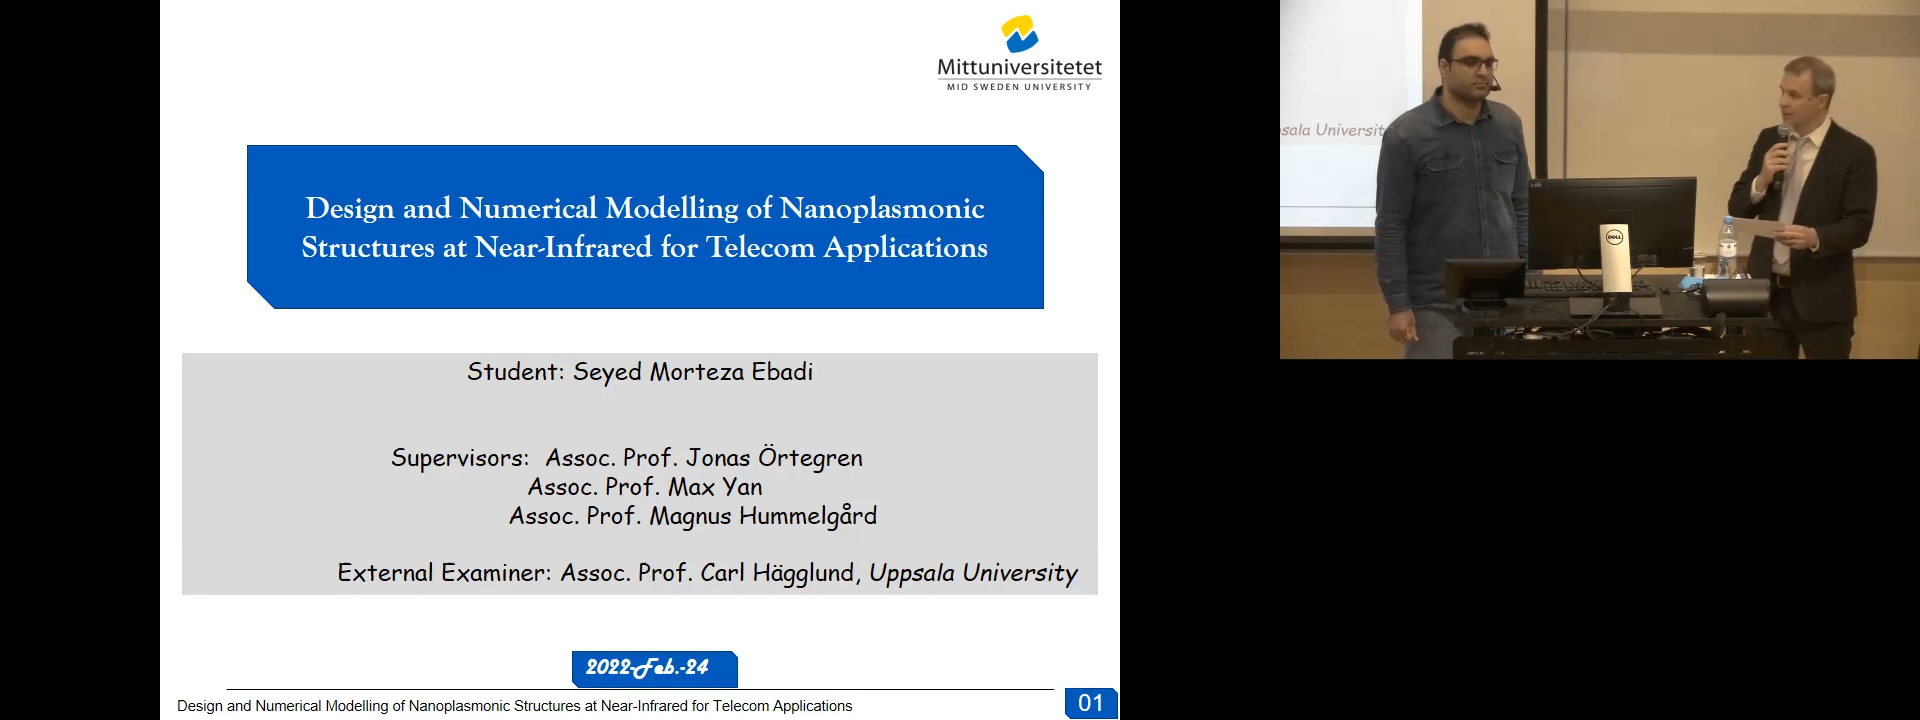 Mittuniversitetet
MID SWEDEN UNIVERSITY
Design and Numerical Modelling of Nanoplasmonic
Structures at Near-Infrared for Telecom Applications
Student: Seyed Morteza Ebadi
Supervisors: Assoc. Prof. Jonas Örtegren
Assoc. Prof. Max Yan
Assoc. Prof. Magnus Hummelgård
External Examiner: Assoc. Prof. Carl Hägglund, Uppsala University
2022-Feb.-24
Design and Numerical Modelling of Nanoplasmonic Structures at Near-Infrared for Telecom Applications
01
sala Universit
DELL